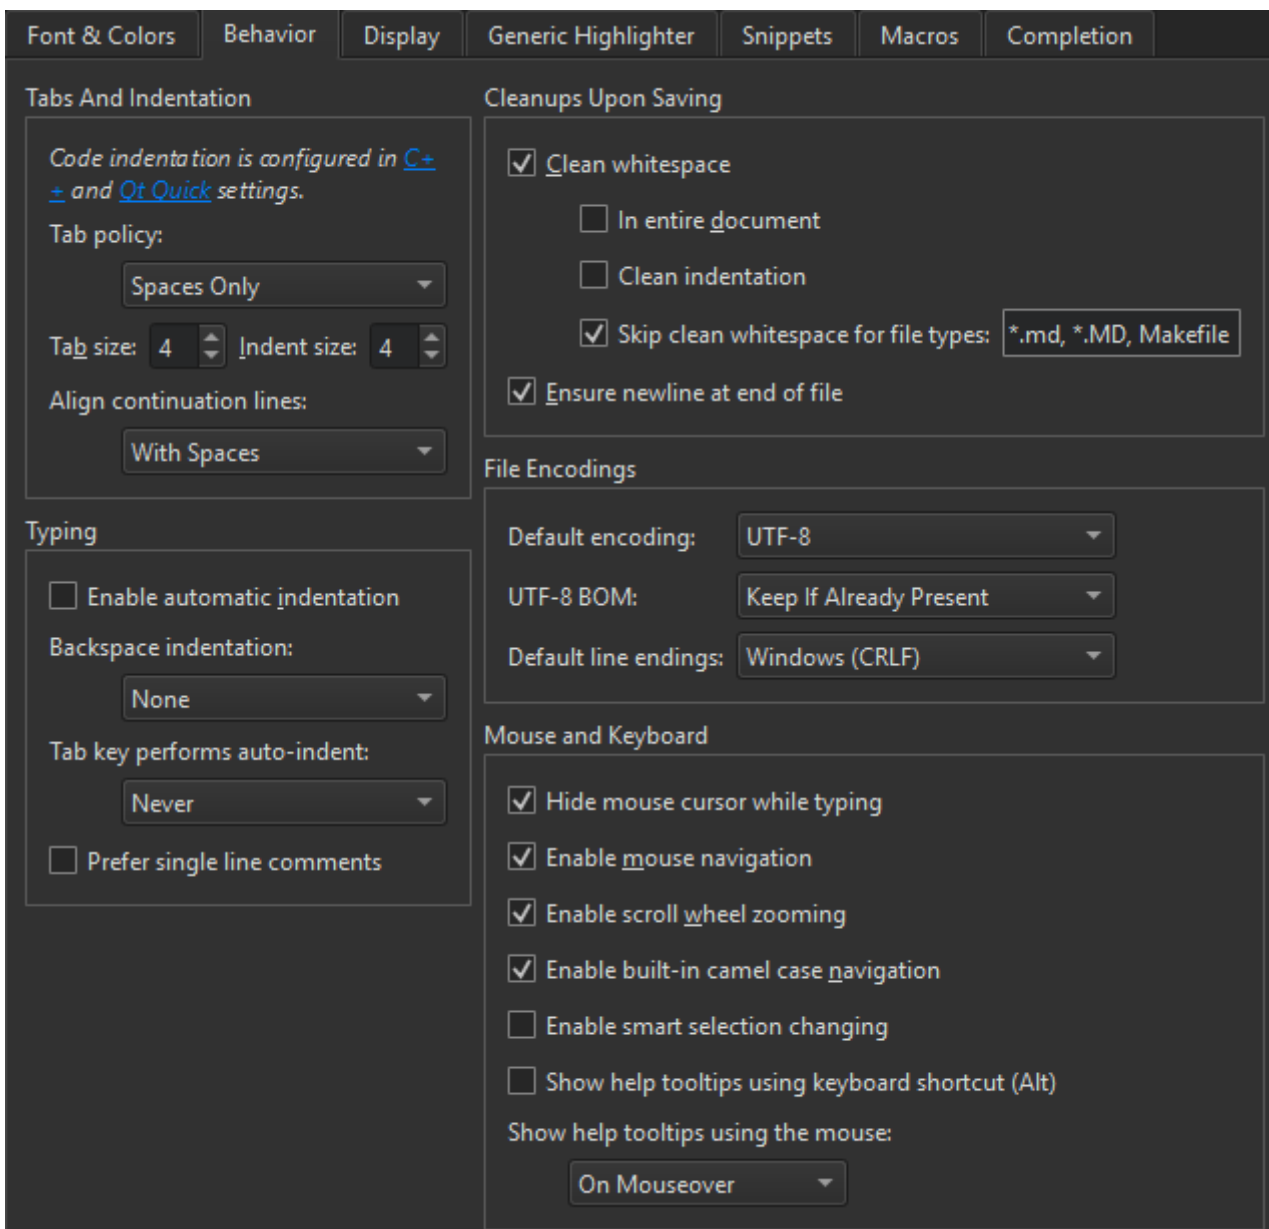 Font & Colors
Behavior
Display
Generic Highlighter
Snippets
Macros
Completion
Tabs And Indentation
Code indentation is configured in C+
+ and Qt Quick settings.
Tab policy:
Spaces Only
Tab size: 4 Indent size: 4
Align continuation lines:
With Spaces
Typing
Enable automatic indentation
Backspace indentation:
None
Tab key performs auto-indent:
Never
Prefer single line comments
Cleanups Upon Saving
Clean whitespace
In entire document
Clean indentation
Skip clean whitespace for file types: *.md, *.MD, Makefile
Ensure newline at end of file
File Encodings
Default encoding: UTF-8
UTF-8 BOM: Keep If Already Present
Default line endings: Windows (CRLF)
Mouse and Keyboard
Hide mouse cursor while typing
Enable mouse navigation
Enable scroll wheel zooming
Enable built-in camel case navigation
Enable smart selection changing
Show help tooltips using keyboard shortcut (Alt)
Show help tooltips using the mouse:
On Mouseover